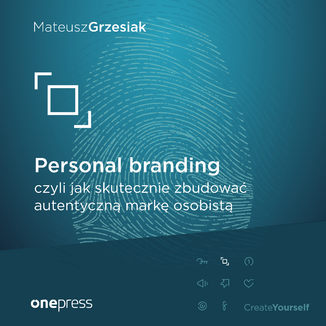 MateuszGrzesiak
Personal branding
czyli jak skutecznie zbudować
autentyczną markę osobistą
onepress
CreateYourself